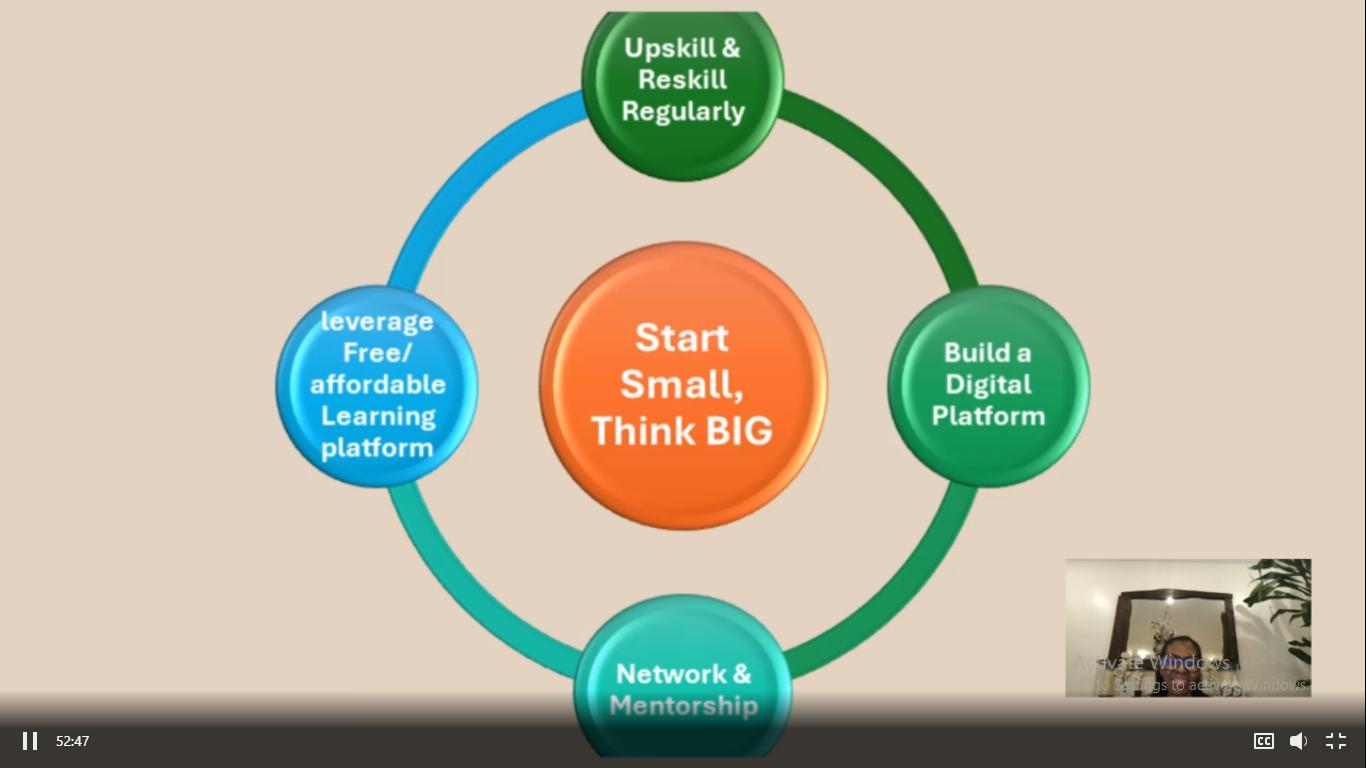 Upskill &
Reskill
Regularly
leverage
Free/
affordable
Learning
platform
Start
Small,
Think BIG
Build a
Digital
Platform
Network &
Mentorship
Activate Windows
to Settings to activate Windows.
52:47
CC